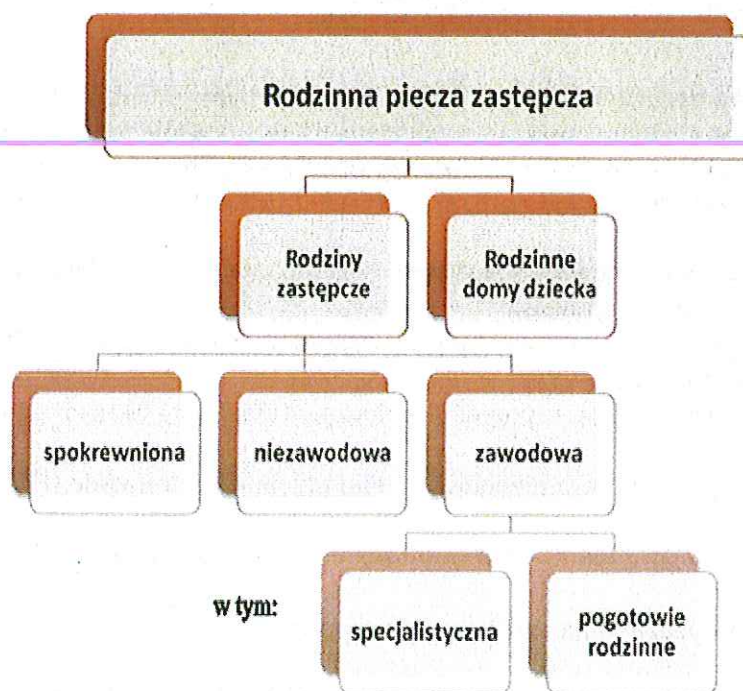 Rodzinna piecza zastępcza
Rodziny
zastępcze
Rodzinne
domy dziecka
spokrewniona
niezawodowa
zawodowa
w tym:
specjalistyczna
pogotowie
rodzinne